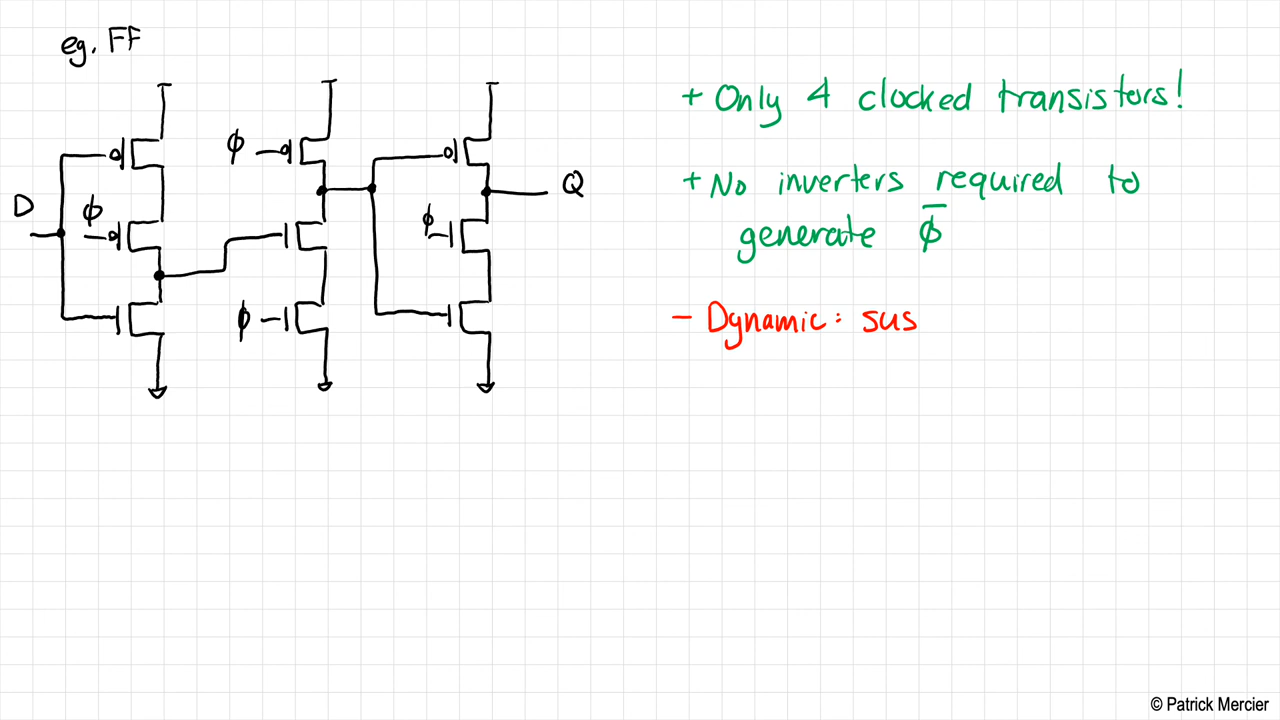 eg. FF
D
ϕ
ϕ
ϕ
ϕ
Q
+ Only 4 clocked transistors!
+ No inverters required to
generate ϕ̅
- Dynamic: sus
© Patrick Mercier